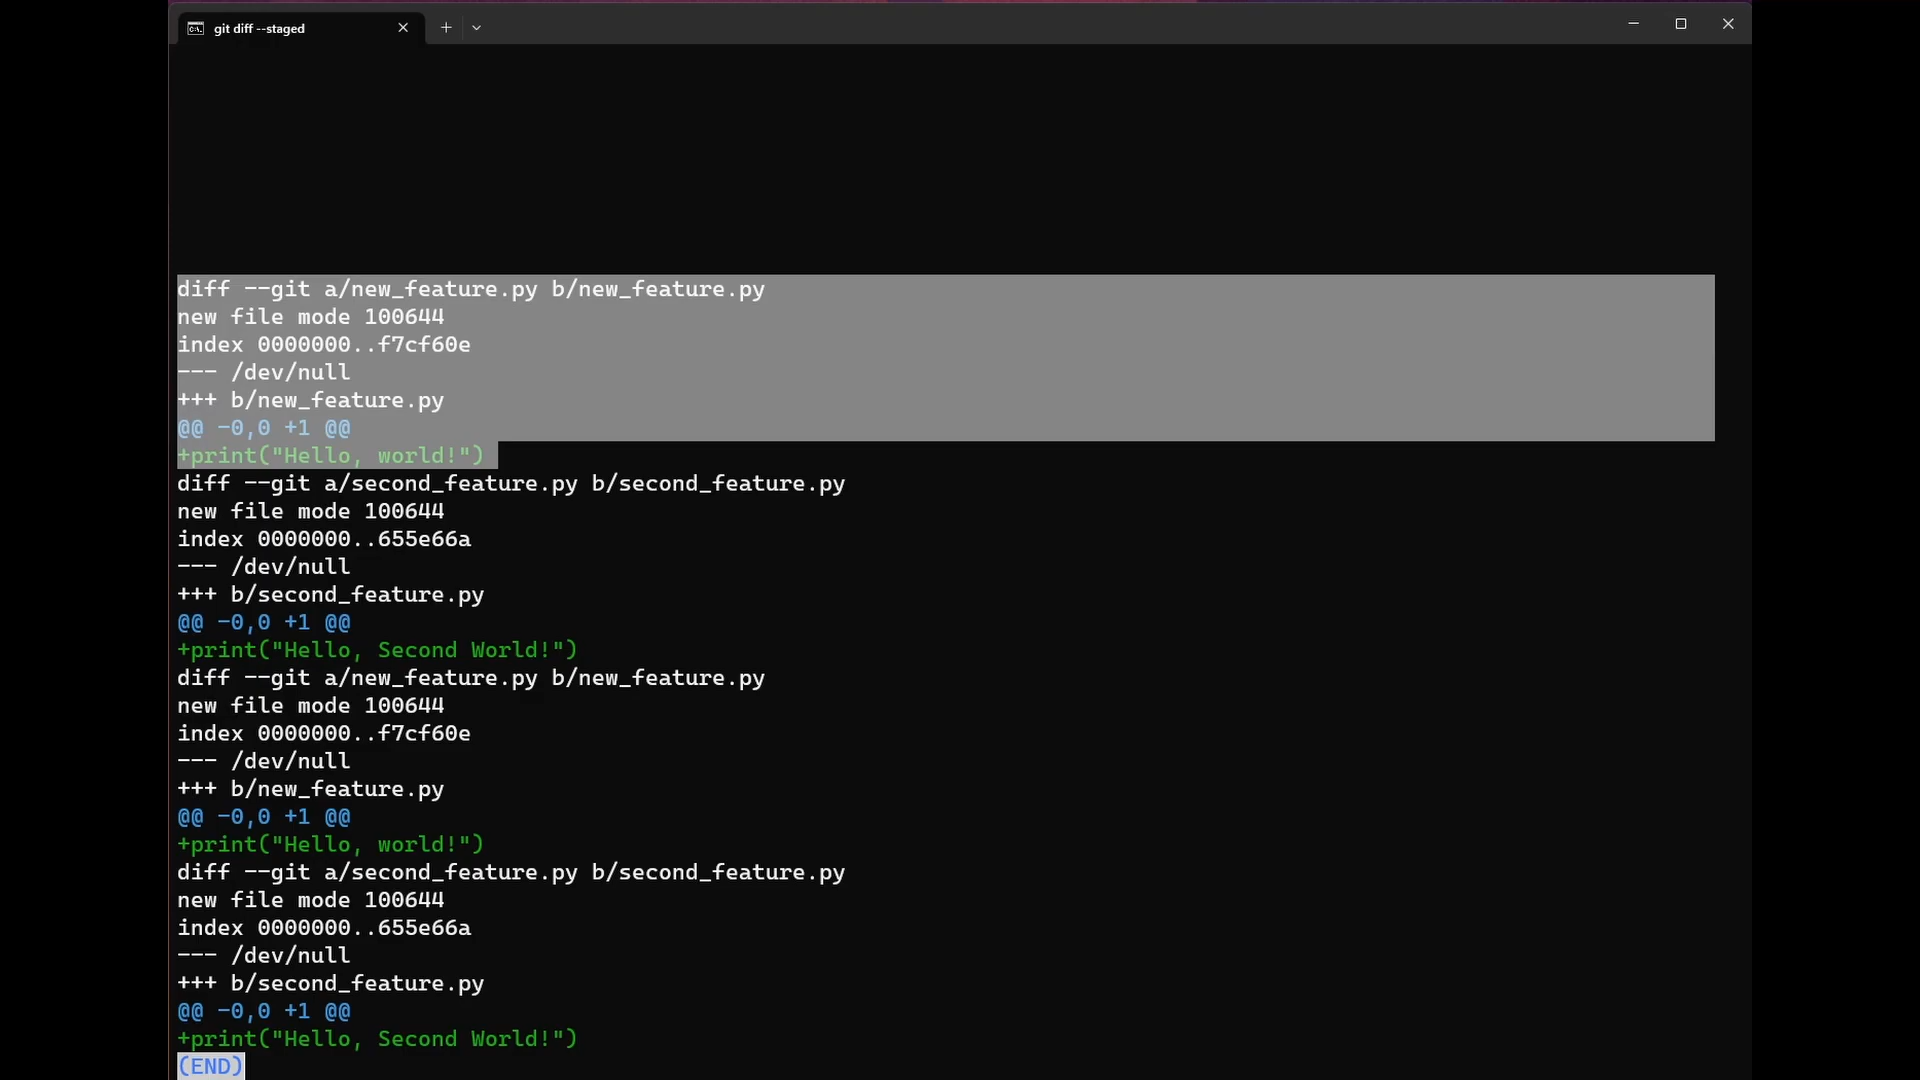 git diff --staged
diff --git a/new_feature.py b/new_feature.py
new file mode 100644
index 0000000..f7cf60e
--- /dev/null
+++ b/new_feature.py
@@ -0,0 +1 @@
+print("Hello, world!")
diff --git a/second_feature.py b/second_feature.py
new file mode 100644
index 0000000..655e66a
--- /dev/null
+++ b/second_feature.py
@@ -0,0 +1 @@
+print("Hello, Second World!")
diff --git a/new_feature.py b/new_feature.py
new file mode 100644
index 0000000..f7cf60e
--- /dev/null
+++ b/new_feature.py
@@ -0,0 +1 @@
+print("Hello, world!")
diff --git a/second_feature.py b/second_feature.py
new file mode 100644
index 0000000..655e66a
--- /dev/null
+++ b/second_feature.py
@@ -0,0 +1 @@
+print("Hello, Second World!")
(END)